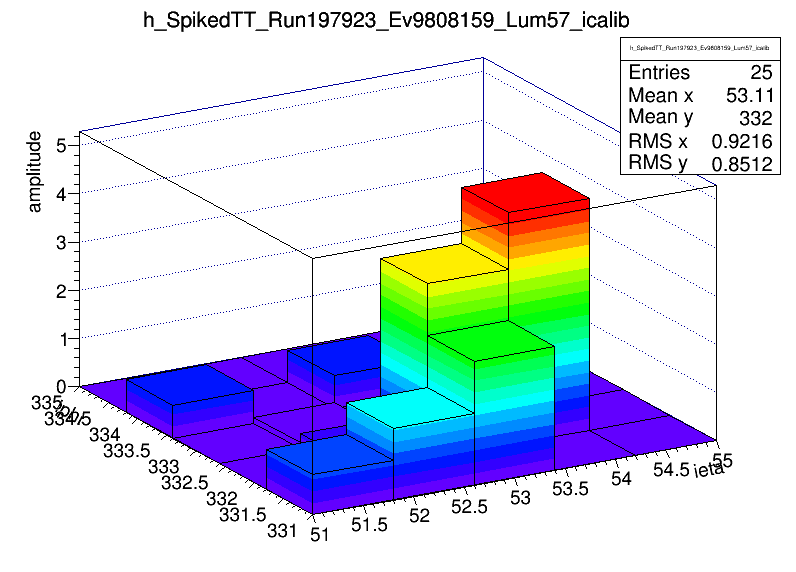 h_SpikedTT_Run197923_Ev9808159_Lum57_icalib
h_SpikedTT_Run197923_Ev9808159_Lum57_icalib
Entries 25
Mean x 53.11
Mean y 332
RMS x 0.9216
RMS y 0.8512
amplitude
5
4
3
2
1
0
335
334.5
334
333.5
333
332.5
332
331.5
331
51
51.5
52
52.5
53
53.5
54
54.5
55
ieta